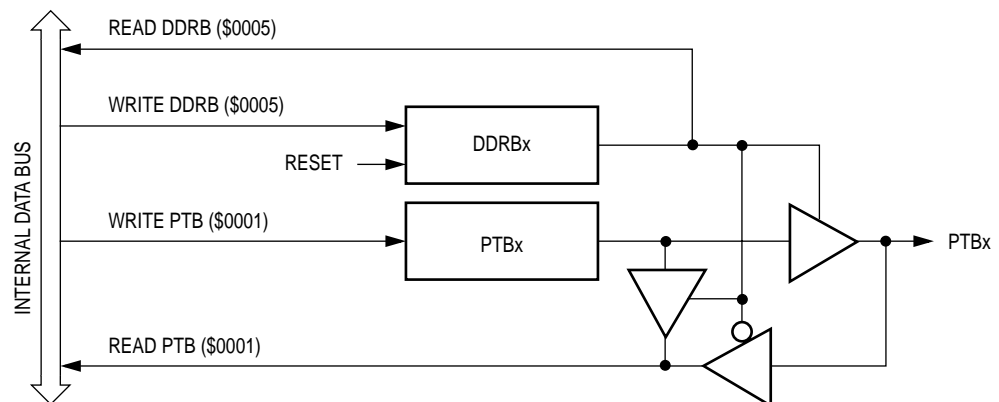 READ DDRB ($0005)
WRITE DDRB ($0005)
DDRBx
RESET
INTERNAL DATA BUS
WRITE PTB ($0001)
PTBx
PTBx
READ PTB ($0001)